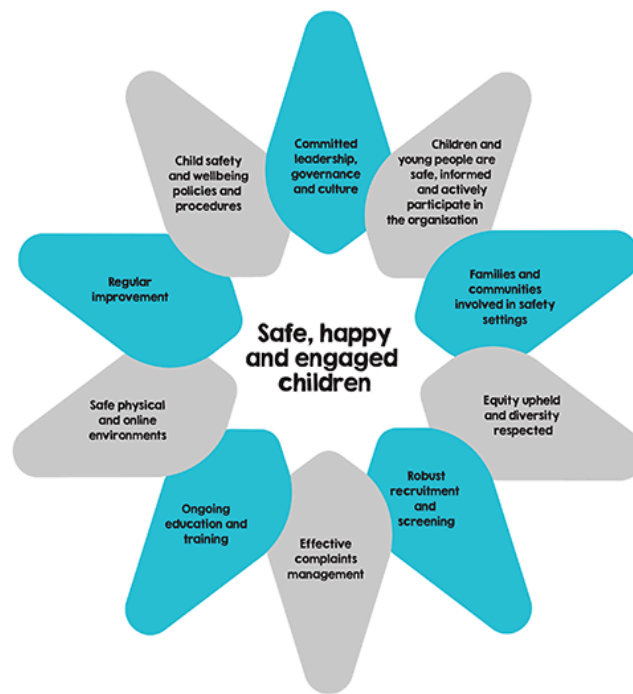 Committed
leadership,
governance
and culture
Children and
young people are
safe, informed
and actively
participate in
the organisation
Families and
communities
involved in safety
settings
Equity upheld
and diversity
respected
Robust
recruitment
and
screening
Effective
complaints
management
Ongoing
education and
training
Safe physical
and online
environments
Regular
improvement
Child safety
and wellbeing
policies and
procedures
Safe, happy
and engaged
children